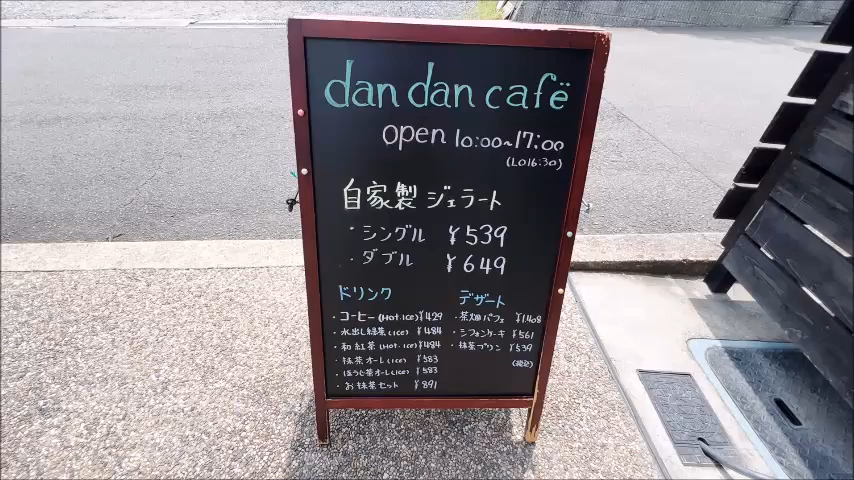 dan dan cafë
open 10:00~17:00
(LO16:30)
自家製 ジェラート
・シングル ¥539
・ダブル ¥649
ドリンク
・コーヒー(Hot・ICE) ¥429
・水出し緑茶(ICE) ¥484
・和紅茶(Hot・ICE) ¥484
・抹茶オーレ(ICE) ¥583
・ほうじ茶オーレ(ICE) ¥583
・お抹茶セット ¥891
デザート
・茶畑パフェ ¥1.408
・シフォンケーキ ¥561
・抹茶プリン ¥539
(税込)